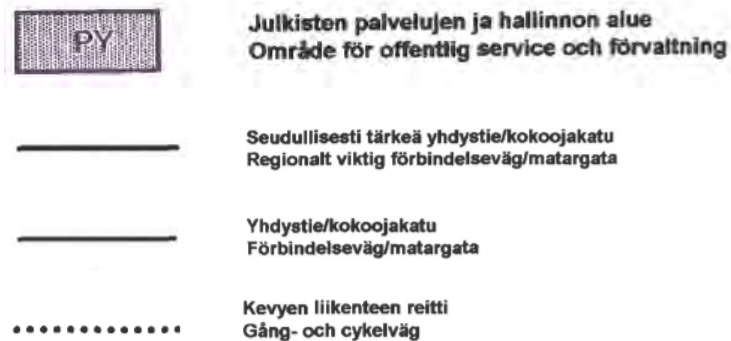 PY
Julkisten palvelujen ja hallinnon alue
Område för offentlig service och förvaltning
Seudullisesti tärkeä yhdystie/kokoojakatu
Regionalt viktig förbindelseväg/matargata
Yhdystie/kokoojakatu
Förbindelseväg/matargata
Kevyen liikenteen reitti
Gång- och cykelväg